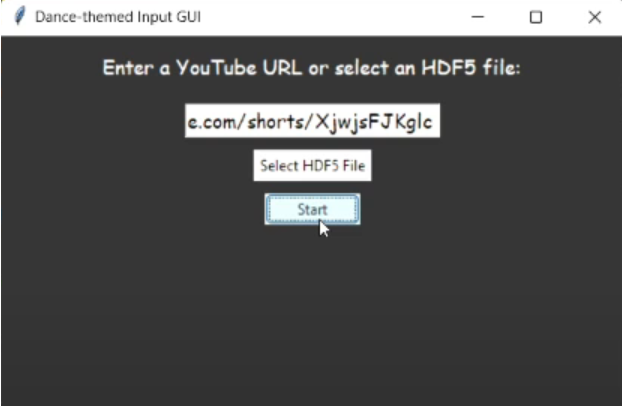 Dance-themed Input GUI
Enter a YouTube URL or select an HDF5 file:
e.com/shorts/XjwjsFJKglc
Select HDF5 File
Start